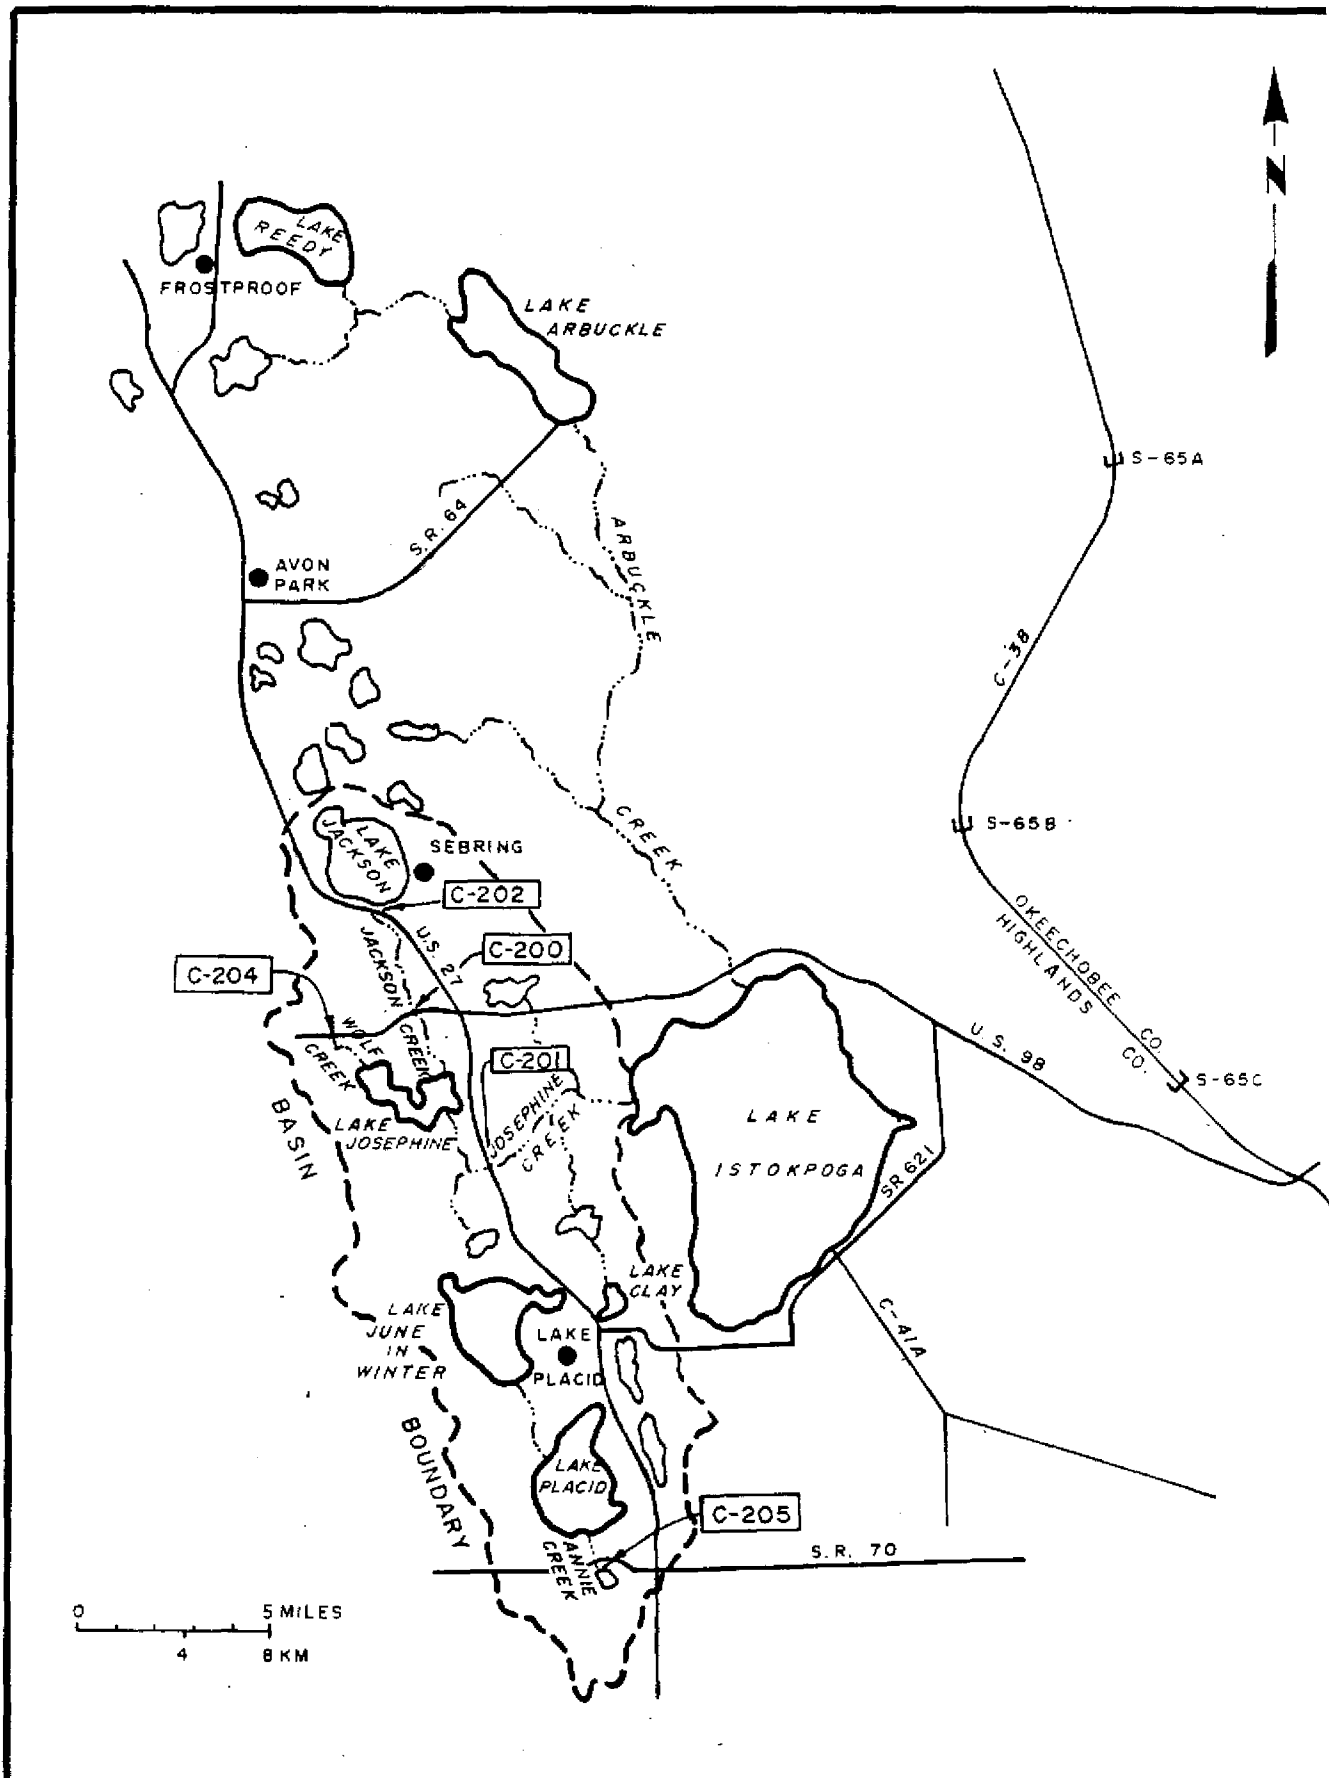 N
LAKE
REEDY
FROSTPROOF
LAKE
ARBUCKLE
S-65A
S.R. 64
ARBUCKLE
AVON
PARK
C-38
CREEK
S-65B
LAKE
JACKSON
SEBRING
C-202
OKEECHOBEE CO.
HIGHLANDS CO.
JACKSON
CREEK
U.S. 27
C-200
C-204
WOLF
CREEK
U.S. 98
C-201
S-65C
BASIN
LAKE
JOSEPHINE
JOSEPHINE
CREEK
LAKE
ISTOKPOGA
SR 621
LAKE
CLAY
LAKE
JUNE
IN
WINTER
LAKE
PLACID
C-41A
BOUNDARY
LAKE
PLACID
C-205
ANNIE
CREEK
S.R. 70
0 5 MILES
4 8 KM